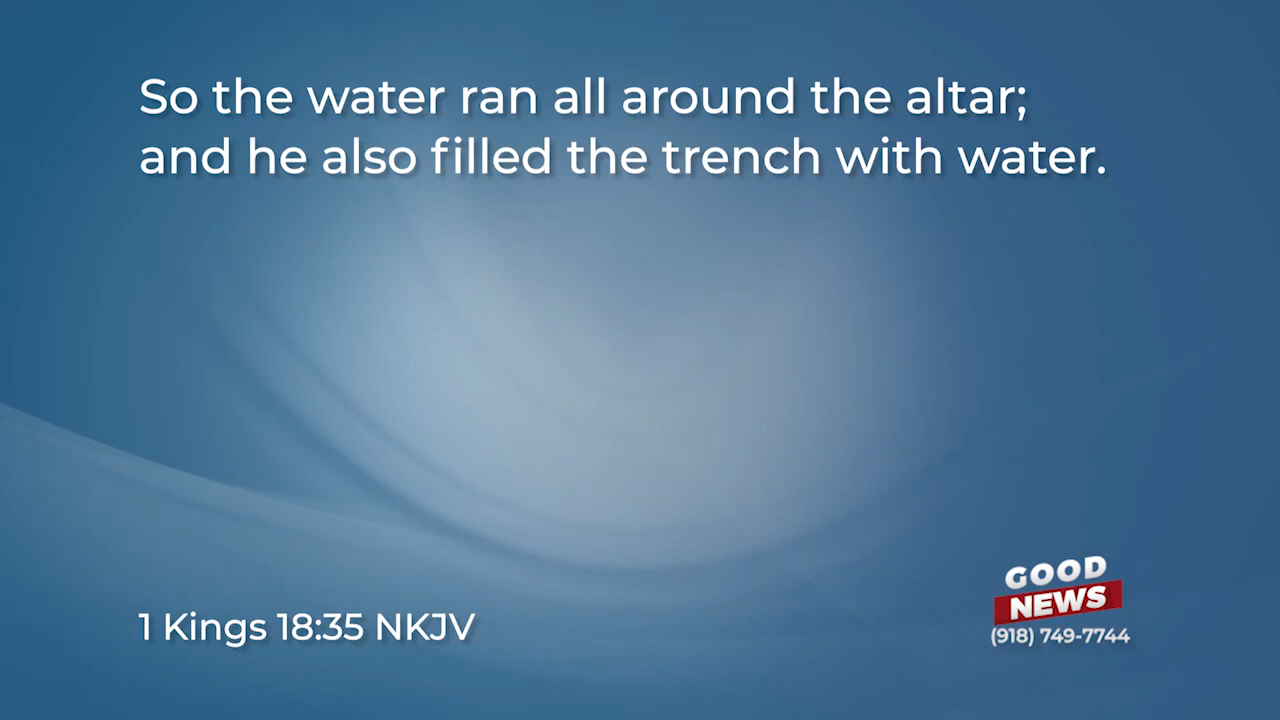 So the water ran all around the altar;
and he also filled the trench with water.
1 Kings 18:35 NKJV
GOOD
NEWS
(918) 749-7744